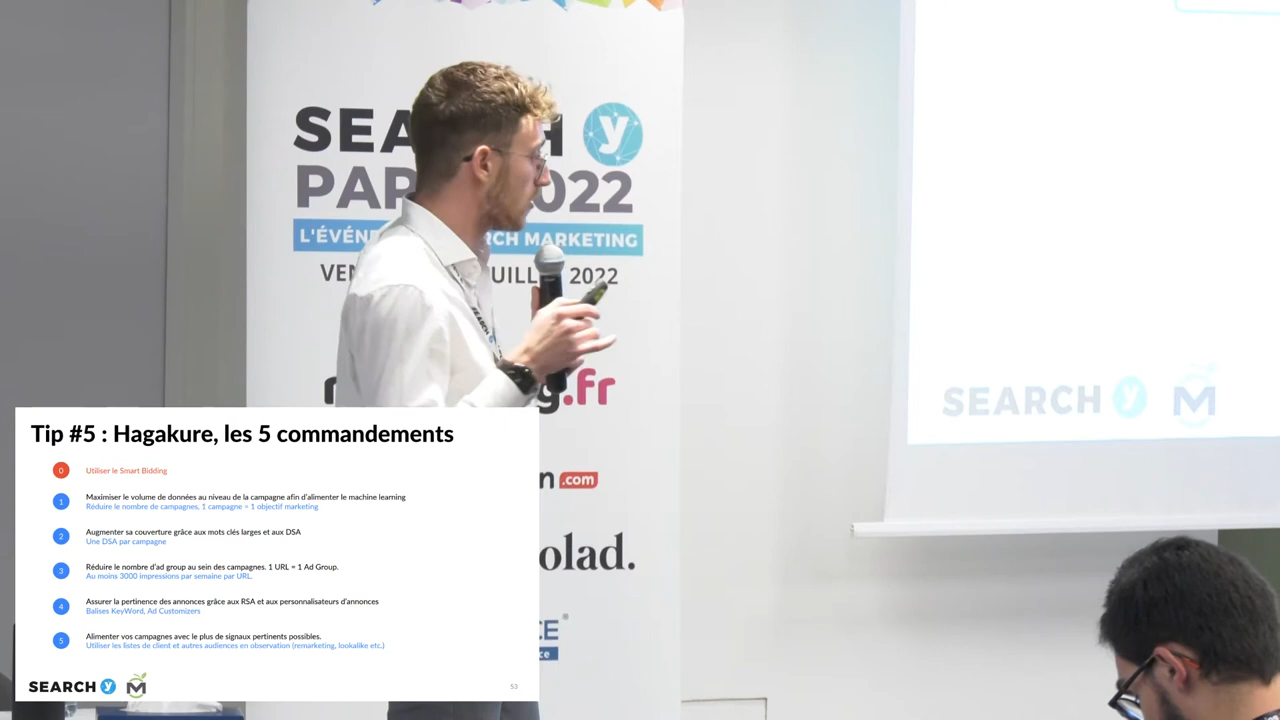 SEA H y
PAR 2022
L'ÉVÉN RCH MARKETING
VEN UILL 2022
g.fr
n .com
olad.
CE
ce
SEARCH y M
Tip #5 : Hagakure, les 5 commandements
0 Utiliser le Smart Bidding
1 Maximiser le volume de données au niveau de la campagne afin d'alimenter le machine learning
Réduire le nombre de campagnes, 1 campagne = 1 objectif marketing
2 Augmenter sa couverture grâce aux mots clés larges et aux DSA
Une DSA par campagne
3 Réduire le nombre d'ad group au sein des campagnes. 1 URL = 1 Ad Group.
Au moins 3000 impressions par semaine par URL.
4 Assurer la pertinence des annonces grâce aux RSA et aux personnalisateurs d'annonces
Balises KeyWord, Ad Customizers
5 Alimenter vos campagnes avec le plus de signaux pertinents possibles.
Utiliser les listes de client et autres audiences en observation (remarketing, lookalike etc.)
SEARCH y M
53